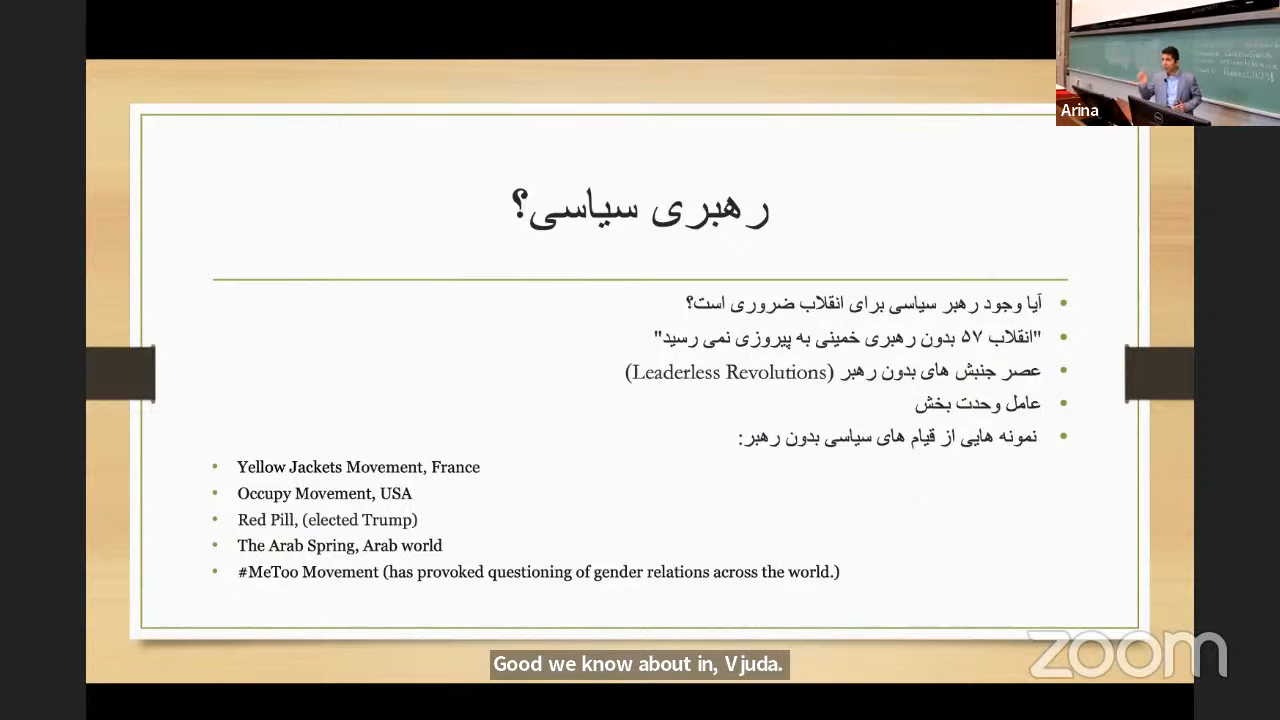 Arina
رهبری سیاسی؟
• آیا وجود رهبر سیاسی برای انقلاب ضروری است؟
• "انقلاب ۵۷ بدون رهبری خمینی به پیروزی نمی رسید"
• عصر جنبش های بدون رهبر (Leaderless Revolutions)
• عامل وحدت بخش
• نمونه هایی از قیام های سیاسی بدون رهبر:
• Yellow Jackets Movement, France
• Occupy Movement, USA
• Red Pill, (elected Trump)
• The Arab Spring, Arab world
• #MeToo Movement (has provoked questioning of gender relations across the world.)
Good we know about in, Vjuda.
zoom